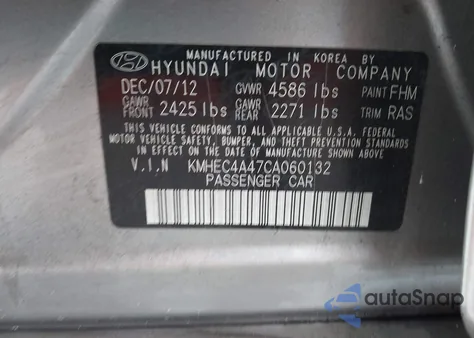 MANUFACTURED IN KOREA BY
HYUNDAI MOTOR COMPANY
DEC/07/12 GVWR 4586 lbs PAINT FHM
GAWR FRONT 2425 lbs GAWR REAR 2271 lbs TRIM RAS
THIS VEHICLE CONFORMS TO ALL APPLICABLE U.S.A. FEDERAL
MOTOR VEHICLE SAFETY, BUMPER, AND THEFT PREVENTION
STANDARDS IN EFFECT ON THE DATE OF MANUFACTURE SHOWN ABOVE.
V.I.N KMHEC4A47CA060132
PASSENGER CAR
autoSnap